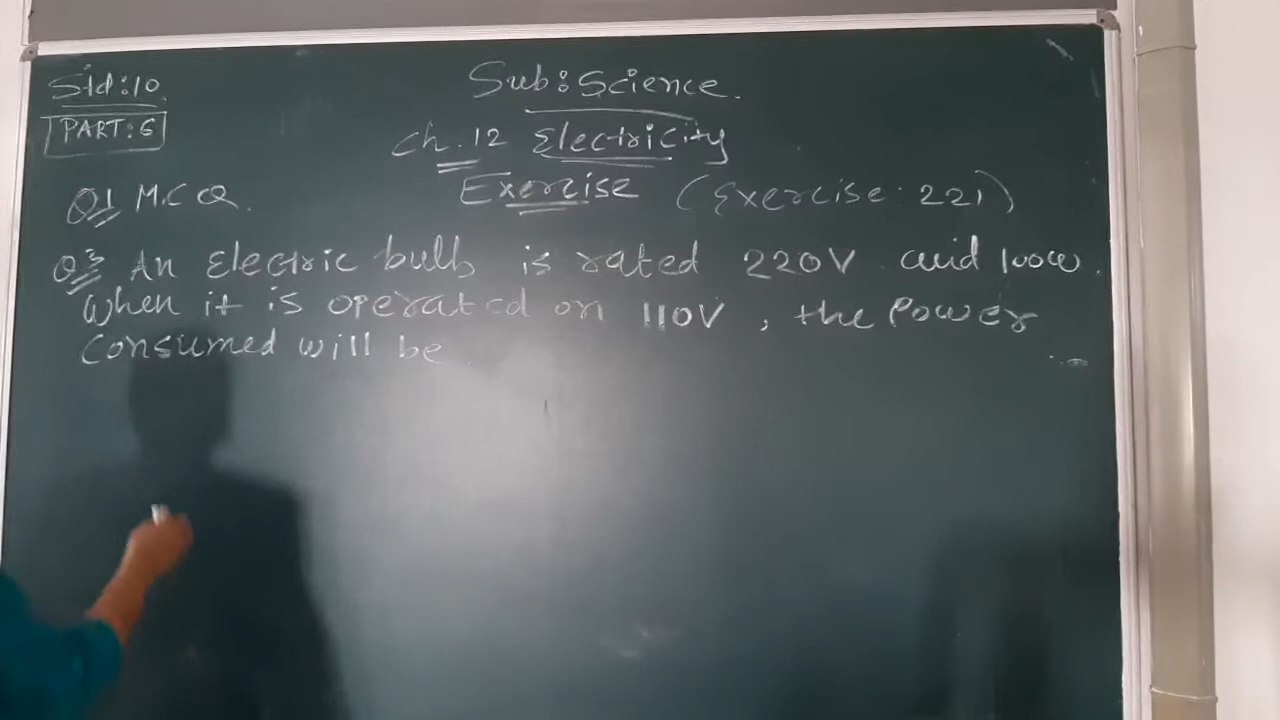 Std:10
Sub: Science.
PART: 6
Ch. 12 Electricity
Exercise (Exercise: 221)
Q1 M.C Q.
Q3 An Electric bulb is rated 220V and 100w.
when it is operated on 110V, the Power
Consumed will be